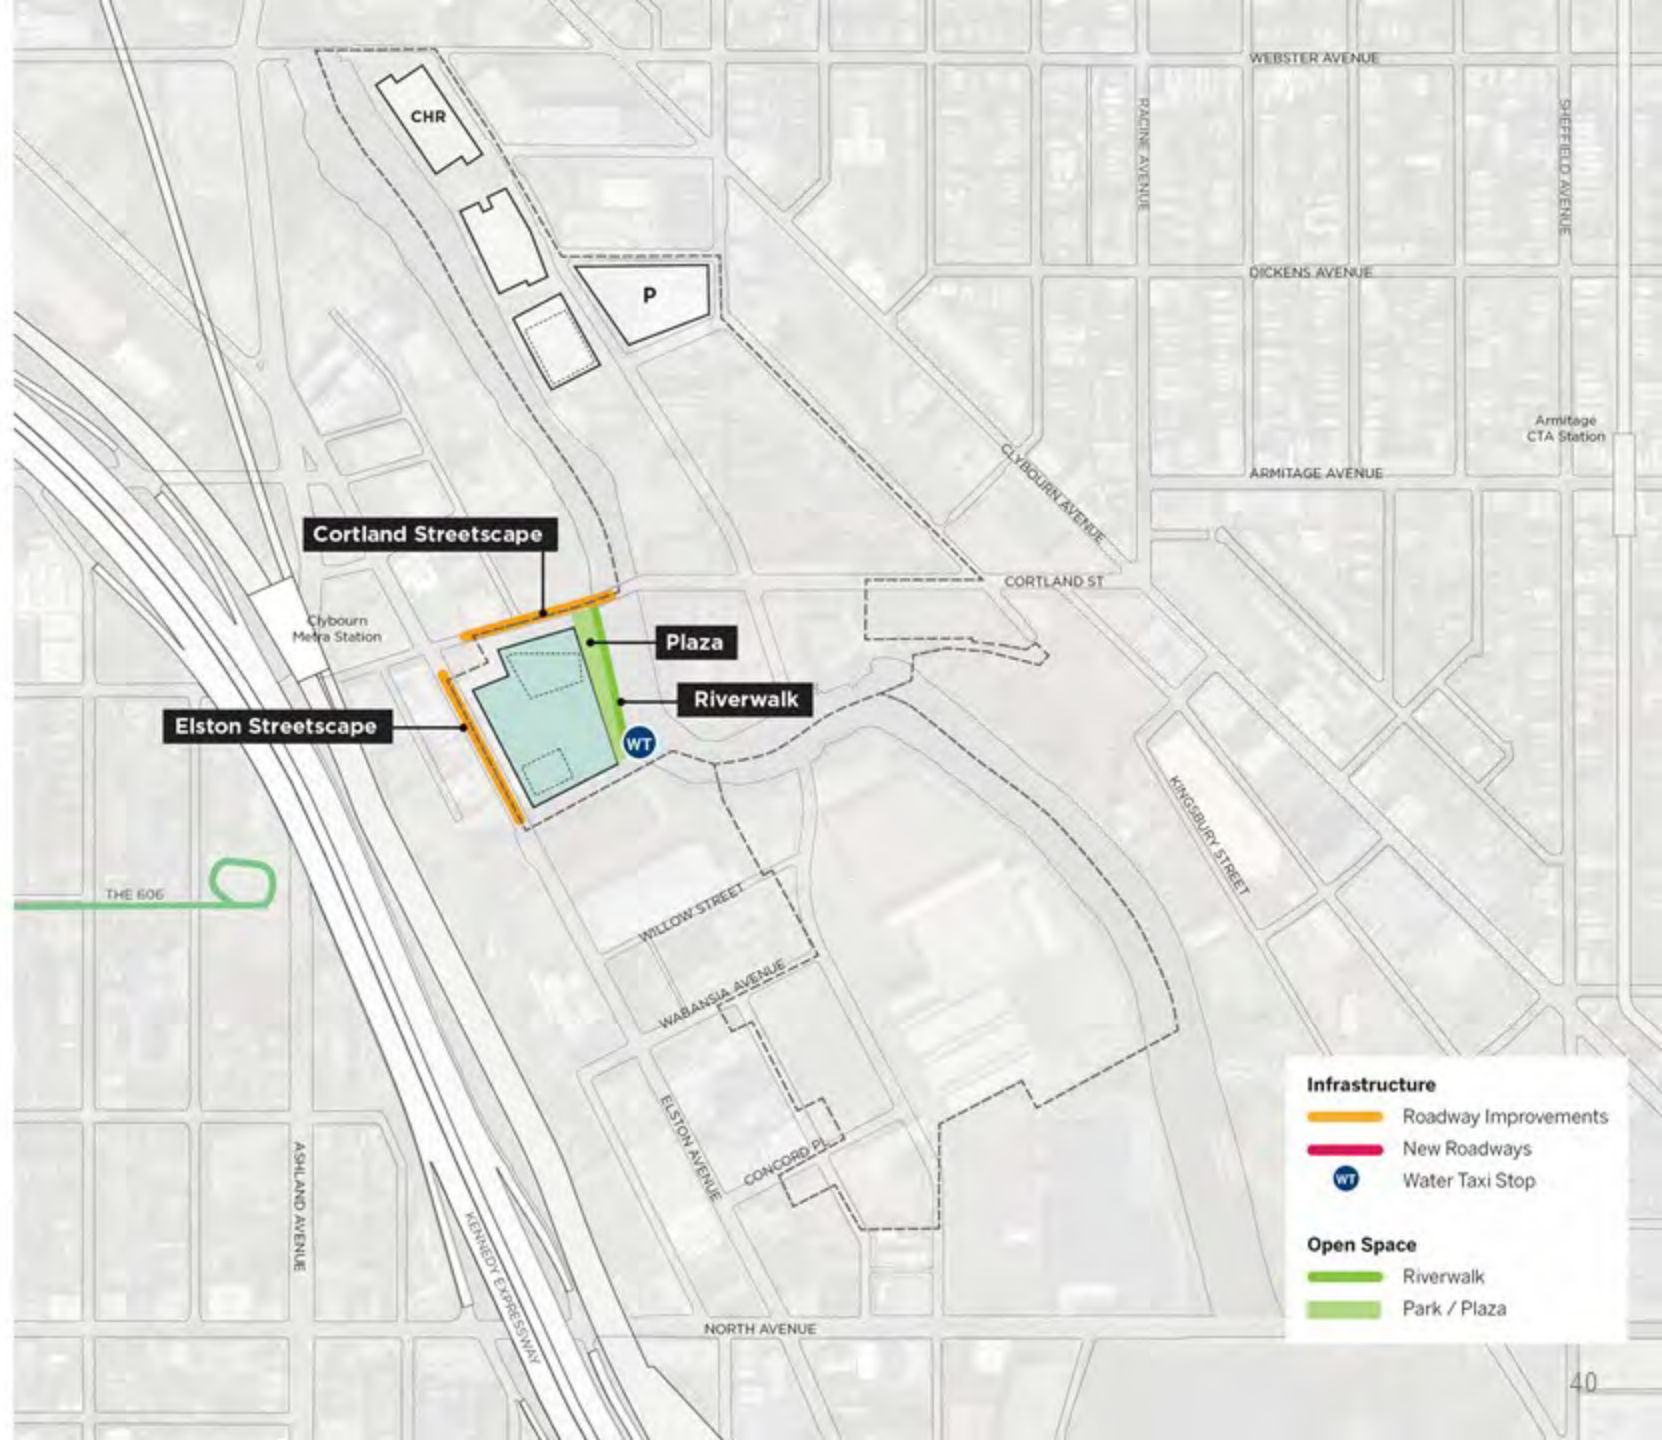 WEBSTER AVENUE
CHR
RACINE AVENUE
SHEFFIELD AVENUE
DICKENS AVENUE
P
Armitage
CTA Station
CLYBOURN AVENUE
ARMITAGE AVENUE
Cortland Streetscape
CORTLAND ST
Clybourn
Metra Station
Plaza
Riverwalk
Elston Streetscape
WT
KINGSBURY STREET
THE 606
WILLOW STREET
WABANSIA AVENUE
ELSTON AVENUE
CONCORD PL
ASHLAND AVENUE
KENNEDY EXPRESSWAY
NORTH AVENUE
Infrastructure
Roadway Improvements
New Roadways
WT Water Taxi Stop
Open Space
Riverwalk
Park / Plaza
40